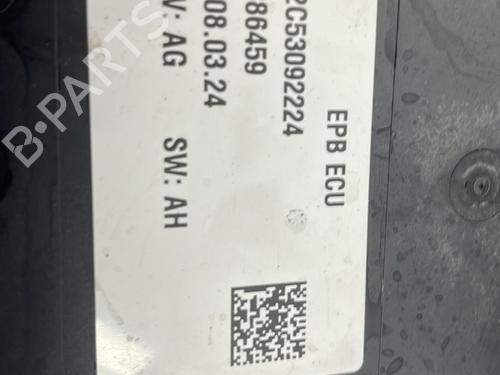 EPB ECU
2C53092224
86459
08.03.24
V: AG SW: AH
B-PARTS